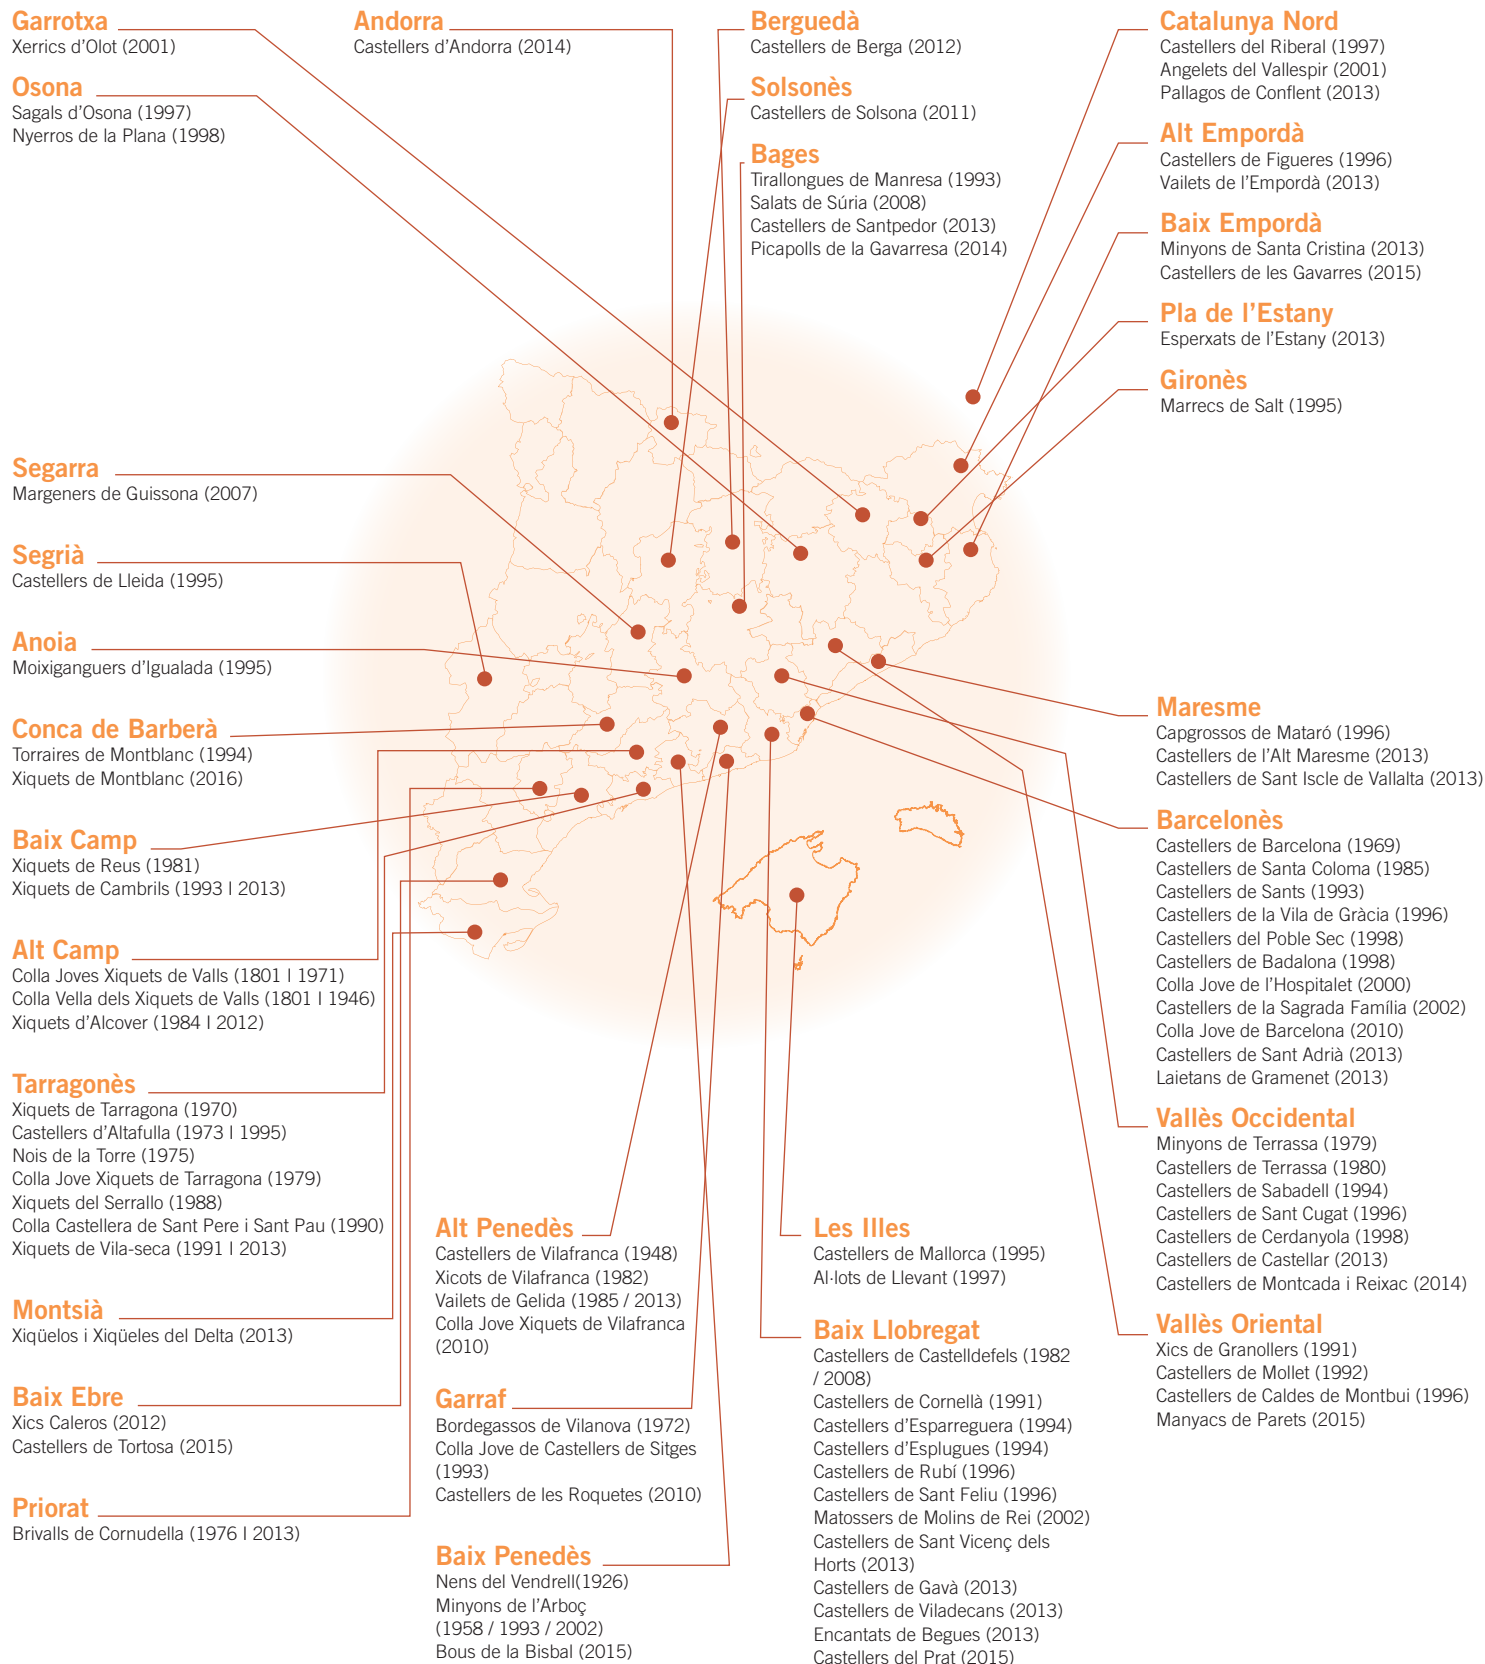 Garrotxa
Xerrics d'Olot (2001)
Osona
Sagals d'Osona (1997)
Nyerros de la Plana (1998)
Andorra
Castellers d'Andorra (2014)
Berguedà
Castellers de Berga (2012)
Solsonès
Castellers de Solsona (2011)
Bages
Tirallongues de Manresa (1993)
Salats de Súria (2008)
Castellers de Santpedor (2013)
Picapolls de la Gavarresa (2014)
Catalunya Nord
Castellers del Riberal (1997)
Angelets del Vallespir (2001)
Pallagos de Conflent (2013)
Alt Empordà
Castellers de Figueres (1996)
Vailets de l'Empordà (2013)
Baix Empordà
Minyons de Santa Cristina (2013)
Castellers de les Gavarres (2015)
Pla de l'Estany
Esperxats de l'Estany (2013)
Gironès
Marrecs de Salt (1995)
Segarra
Margeners de Guissona (2007)
Segrià
Castellers de Lleida (1995)
Anoia
Moixiganguers d'Igualada (1995)
Conca de Barberà
Torraires de Montblanc (1994)
Xiquets de Montblanc (2016)
Baix Camp
Xiquets de Reus (1981)
Xiquets de Cambrils (1993 I 2013)
Alt Camp
Colla Joves Xiquets de Valls (1801 I 1971)
Colla Vella dels Xiquets de Valls (1801 I 1946)
Xiquets d'Alcover (1984 I 2012)
Tarragonès
Xiquets de Tarragona (1970)
Castellers d'Altafulla (1973 I 1995)
Nois de la Torre (1975)
Colla Jove Xiquets de Tarragona (1979)
Xiquets del Serrallo (1988)
Colla Castellera de Sant Pere i Sant Pau (1990)
Xiquets de Vila-seca (1991 I 2013)
Montsià
Xiqüelos i Xiqüeles del Delta (2013)
Baix Ebre
Xics Caleros (2012)
Castellers de Tortosa (2015)
Priorat
Brivalls de Cornudella (1976 I 2013)
Alt Penedès
Castellers de Vilafranca (1948)
Xicots de Vilafranca (1982)
Vailets de Gelida (1985 / 2013)
Colla Jove Xiquets de Vilafranca
(2010)
Garraf
Bordegassos de Vilanova (1972)
Colla Jove de Castellers de Sitges
(1993)
Castellers de les Roquetes (2010)
Baix Penedès
Nens del Vendrell(1926)
Minyons de l'Arboç
(1958 / 1993 / 2002)
Bous de la Bisbal (2015)
Les Illes
Castellers de Mallorca (1995)
Al·lots de Llevant (1997)
Baix Llobregat
Castellers de Castelldefels (1982
/ 2008)
Castellers de Cornellà (1991)
Castellers d'Esparreguera (1994)
Castellers d'Esplugues (1994)
Castellers de Rubí (1996)
Castellers de Sant Feliu (1996)
Matossers de Molins de Rei (2002)
Castellers de Sant Vicenç dels
Horts (2013)
Castellers de Gavà (2013)
Castellers de Viladecans (2013)
Encantats de Begues (2013)
Castellers del Prat (2015)
Maresme
Capgrossos de Mataró (1996)
Castellers de l'Alt Maresme (2013)
Castellers de Sant Iscle de Vallalta (2013)
Barcelonès
Castellers de Barcelona (1969)
Castellers de Santa Coloma (1985)
Castellers de Sants (1993)
Castellers de la Vila de Gràcia (1996)
Castellers del Poble Sec (1998)
Castellers de Badalona (1998)
Colla Jove de l'Hospitalet (2000)
Castellers de la Sagrada Família (2002)
Colla Jove de Barcelona (2010)
Castellers de Sant Adrià (2013)
Laietans de Gramenet (2013)
Vallès Occidental
Minyons de Terrassa (1979)
Castellers de Terrassa (1980)
Castellers de Sabadell (1994)
Castellers de Sant Cugat (1996)
Castellers de Cerdanyola (1998)
Castellers de Castellar (2013)
Castellers de Montcada i Reixac (2014)
Vallès Oriental
Xics de Granollers (1991)
Castellers de Mollet (1992)
Castellers de Caldes de Montbui (1996)
Manyacs de Parets (2015)